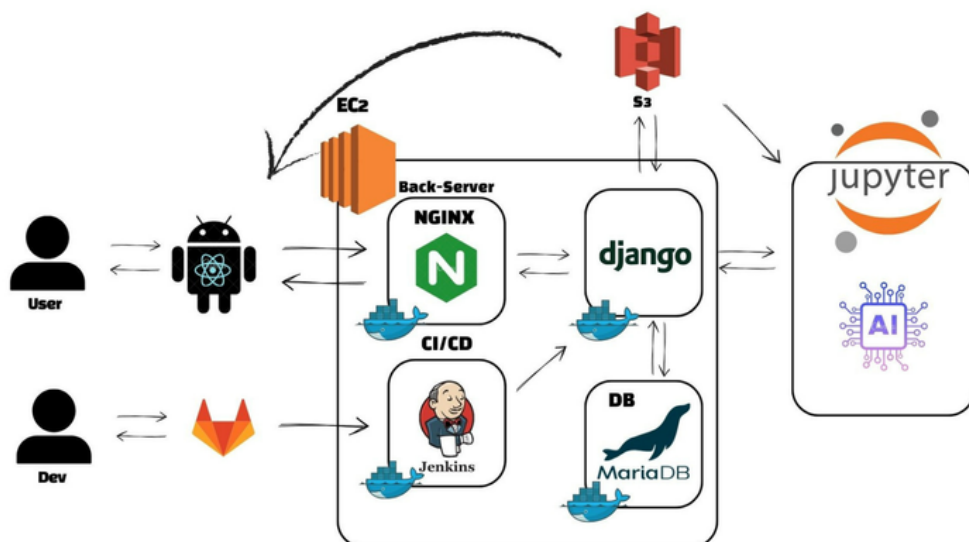 S3
EC2
Back-Server
NGINX
N
django
jupyter
AI
User
CI/CD
Jenkins
DB
MariaDB
Dev